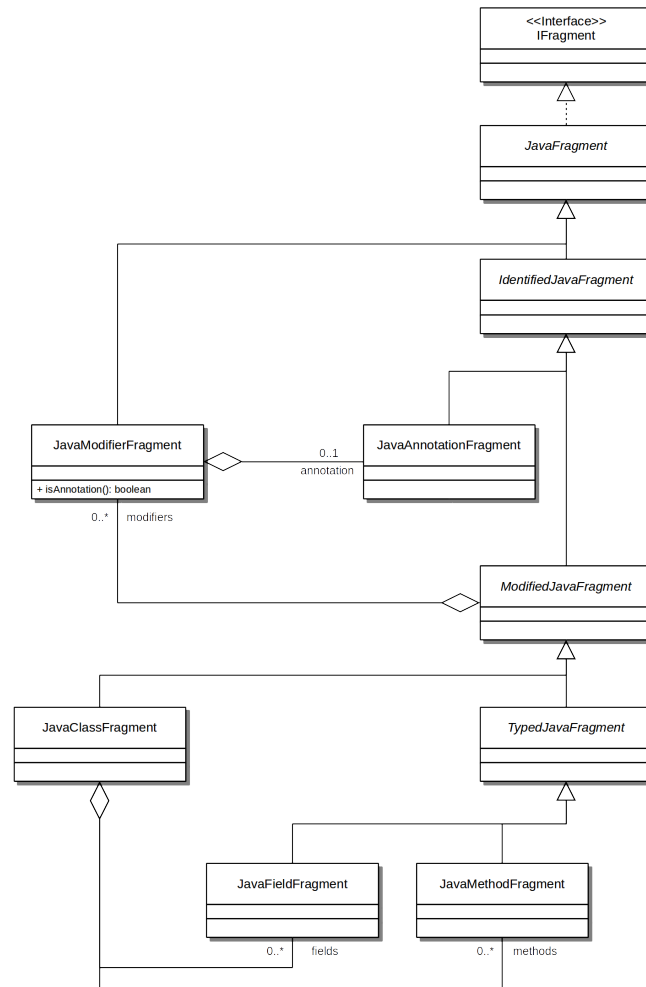 <<Interface>>
IFragment
JavaFragment
IdentifiedJavaFragment
JavaModifierFragment
+ isAnnotation(): boolean
0..1
annotation
JavaAnnotationFragment
0..* modifiers
ModifiedJavaFragment
JavaClassFragment
TypedJavaFragment
JavaFieldFragment
JavaMethodFragment
0..* fields
0..* methods